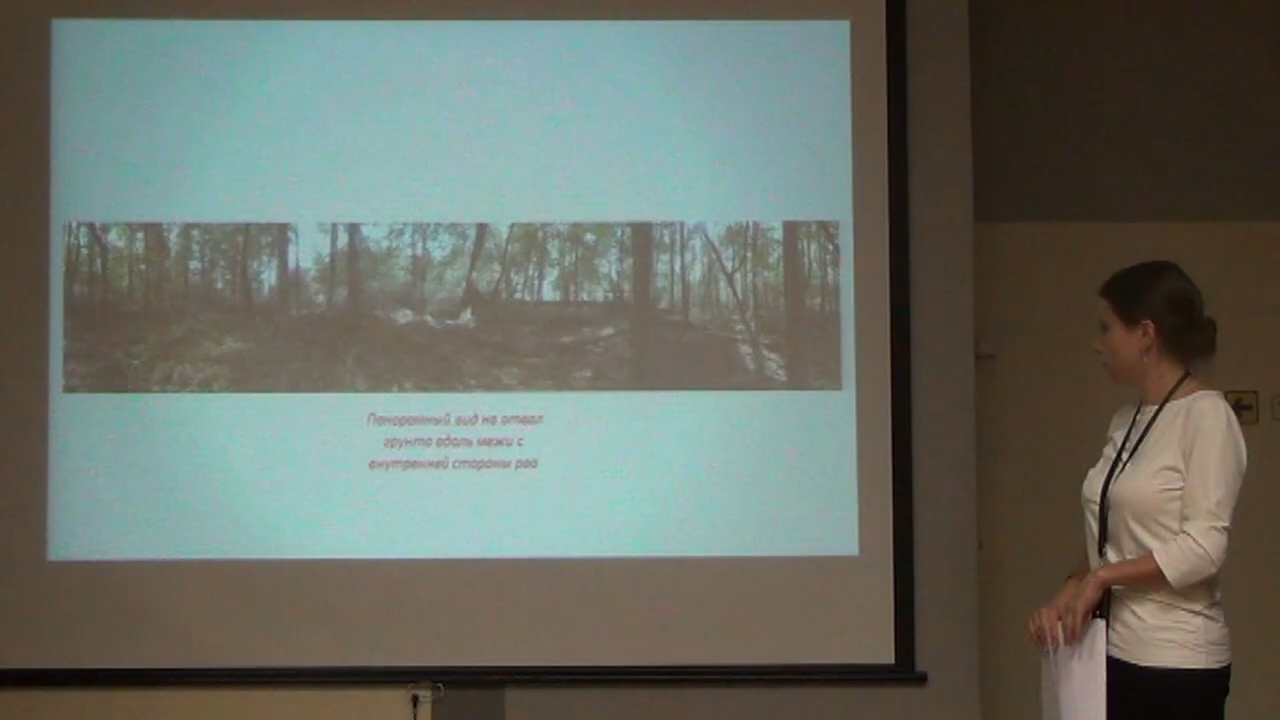 Панорамный вид на отвал
грунта вдоль межи с
внутренней стороны рва